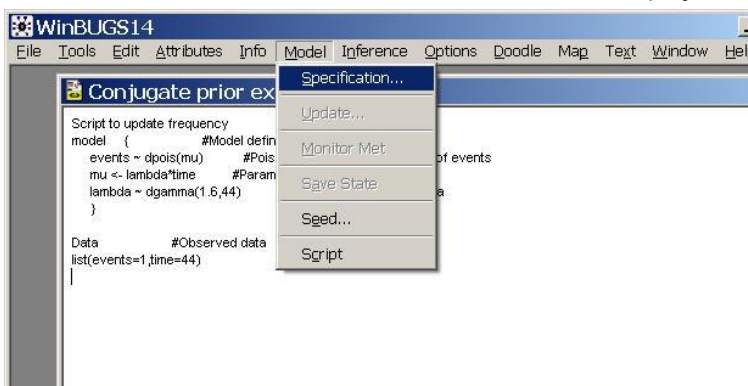 WinBUGS14
File Tools Edit Attributes Info Model Inference Options Doodle Map Text Window Hel
Conjugate prior ex
Specification...
Update...
Monitor Met
Save State
Seed...
Script
Script to update frequency
model { #Model defin
events ~ dpois(mu) #Pois of events
mu <- lambda*time #Param
lambda ~ dgamma(1.6,44) a
}
Data #Observed data
list(events=1,time=44)